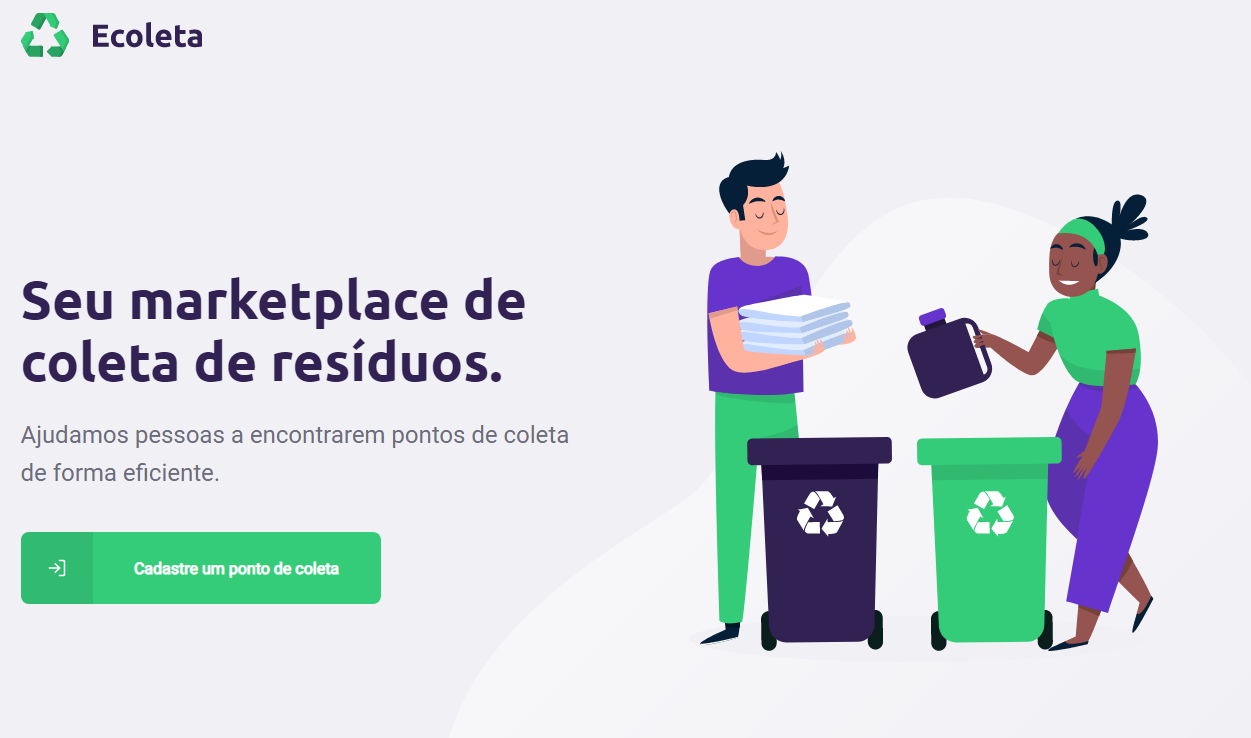 Ecoleta
Seu marketplace de
coleta de resíduos.
Ajudamos pessoas a encontrarem pontos de coleta
de forma eficiente.
Cadastre um ponto de coleta